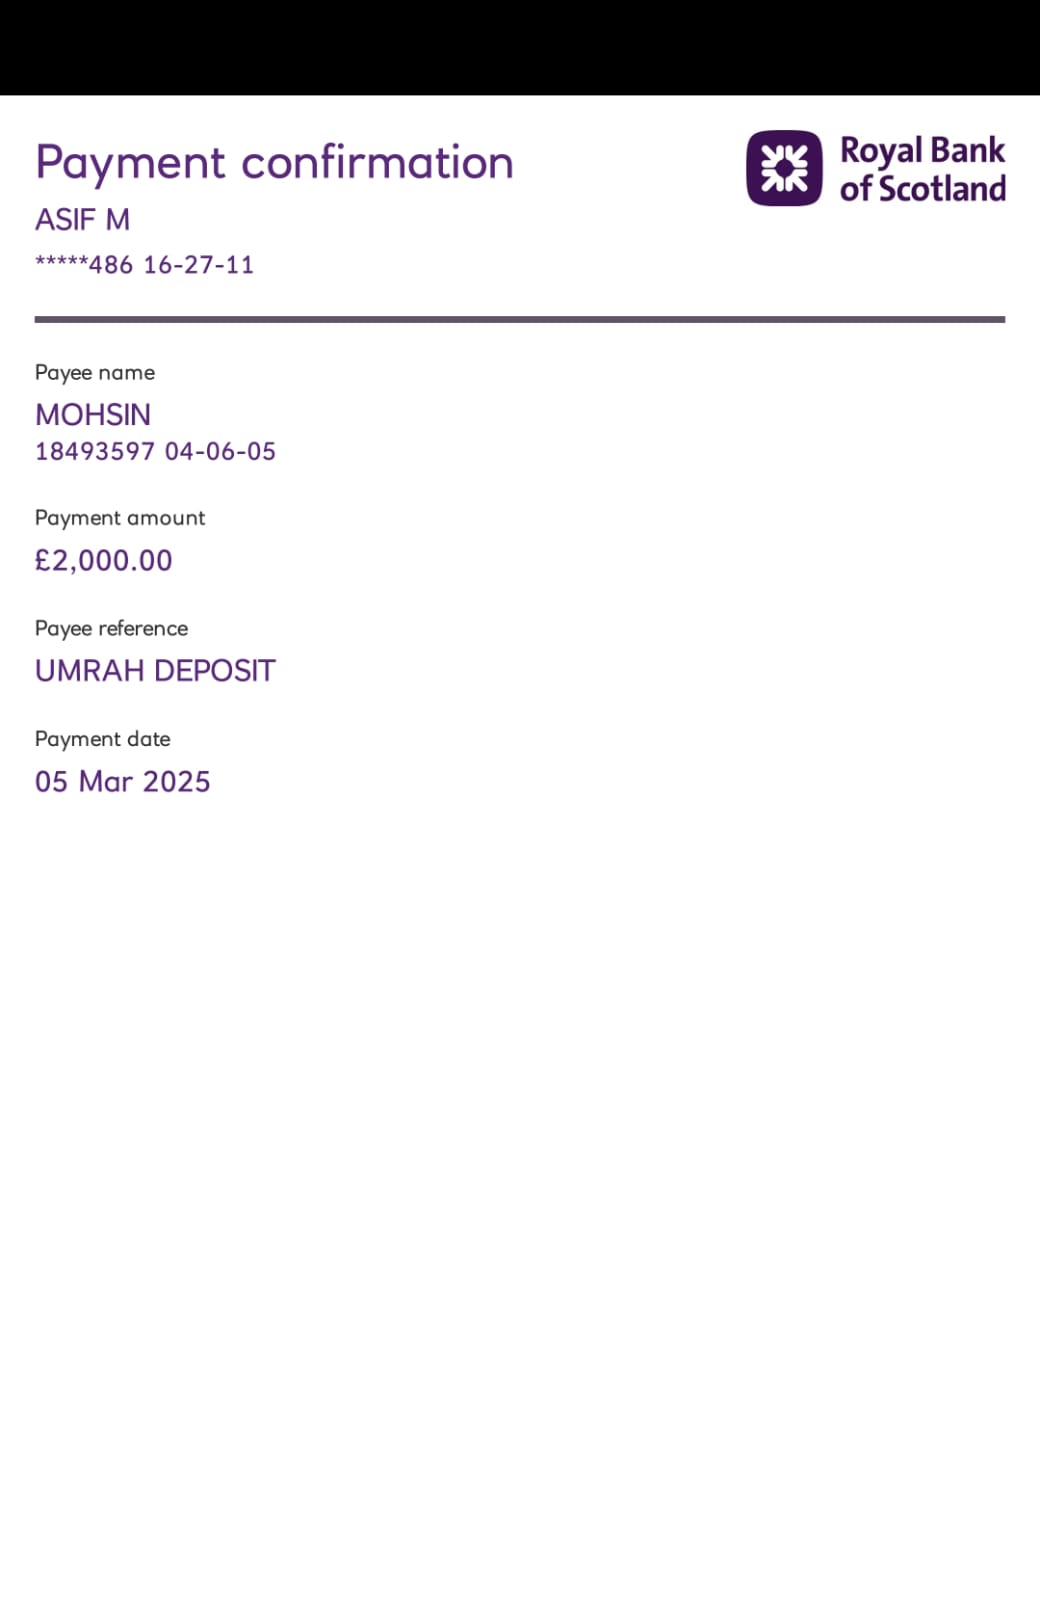 Payment confirmation
Royal Bank
of Scotland
ASIF M
*****486 16-27-11
Payee name
MOHSIN
18493597 04-06-05
Payment amount
£2,000.00
Payee reference
UMRAH DEPOSIT
Payment date
05 Mar 2025